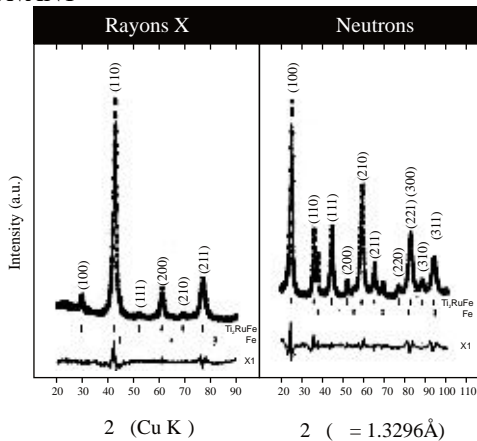 Rayons X
Neutrons
Intensity (a.u.)
(100)
(110)
(111)
(200)
(210)
(211)
Ti2RuFe
Fe
X1
20 30 40 50 60 70 80 90
2 (Cu K )
(100)
(110)
(111)
(200)
(210)
(211)
(220)
(221) (300)
(310)
(311)
Ti2RuFe
Fe
X1
20 30 40 50 60 70 80 90 100 110
2 ( = 1.3296Å)